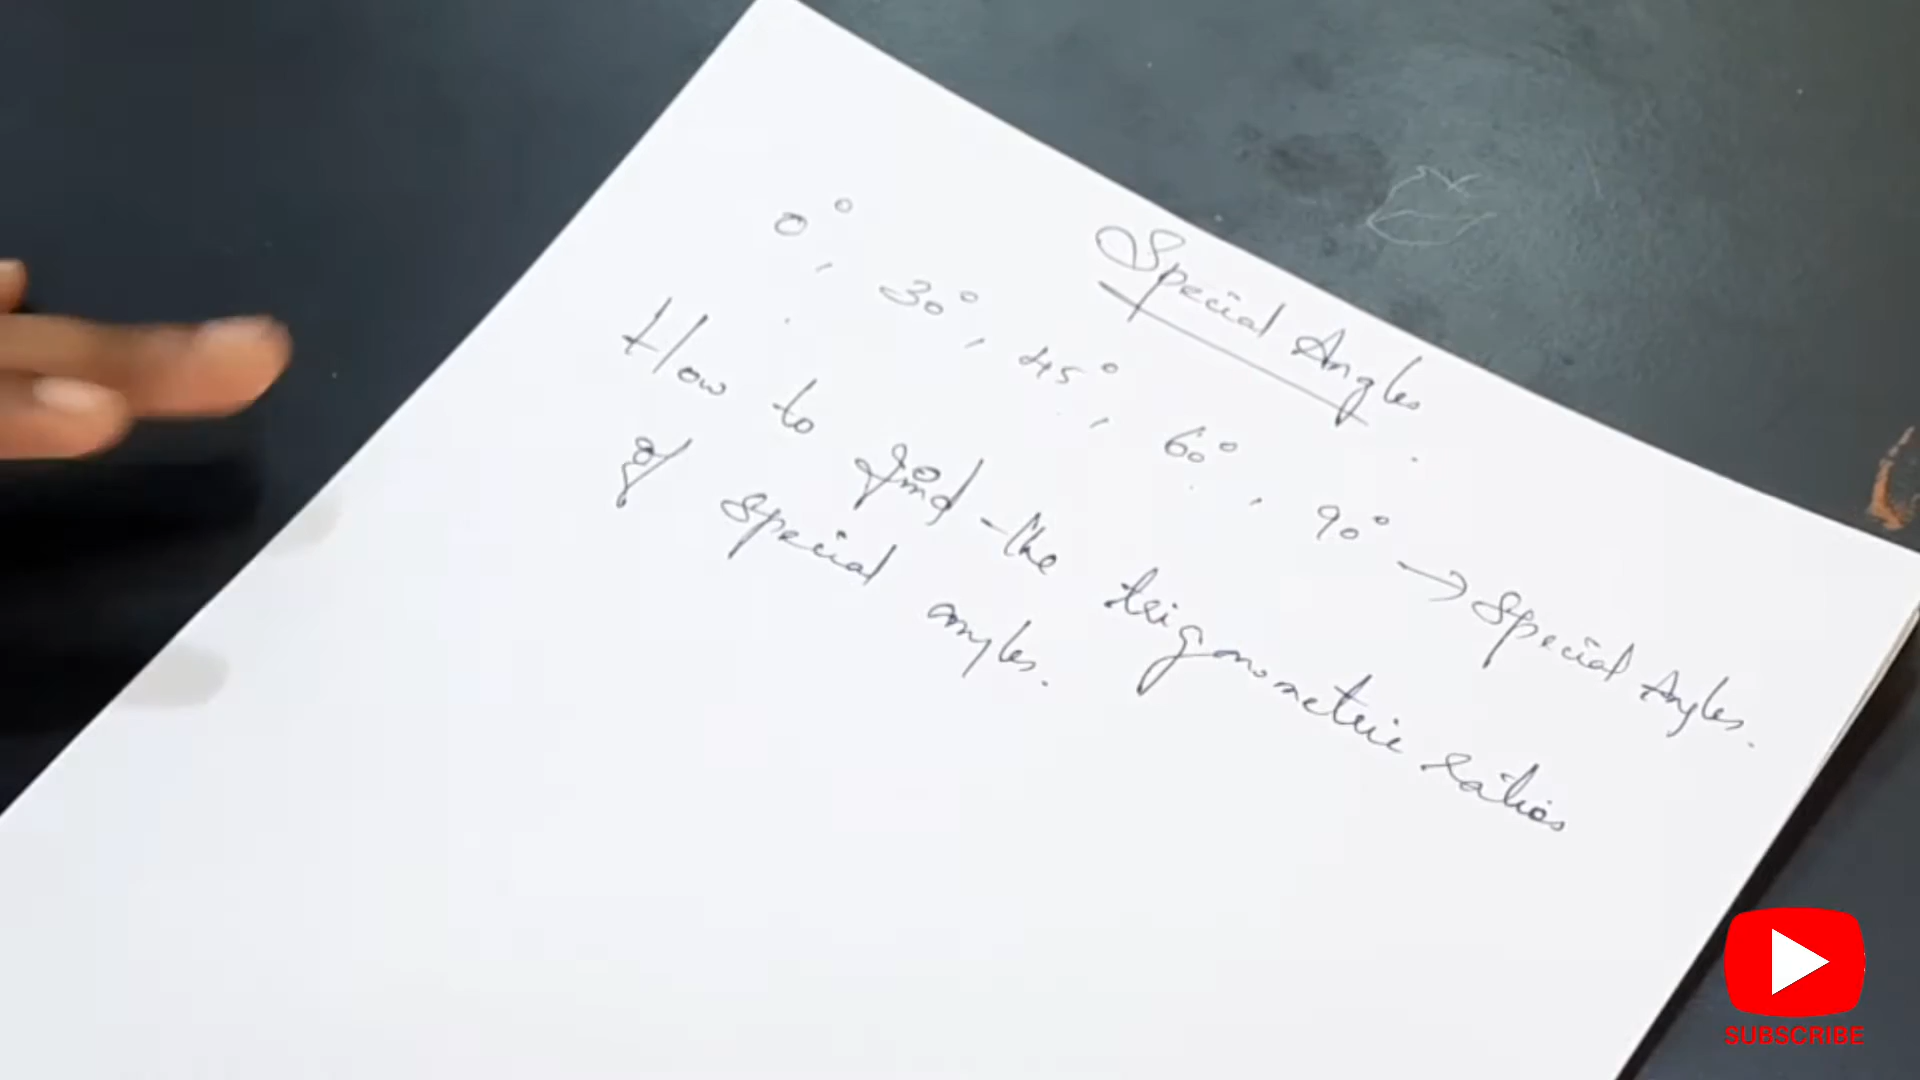 Special Angles
0°, 30°, 45°, 60°, 90° → Special Angles.
How to find the trigonometric ratios
of special angles.
SUBSCRIBE